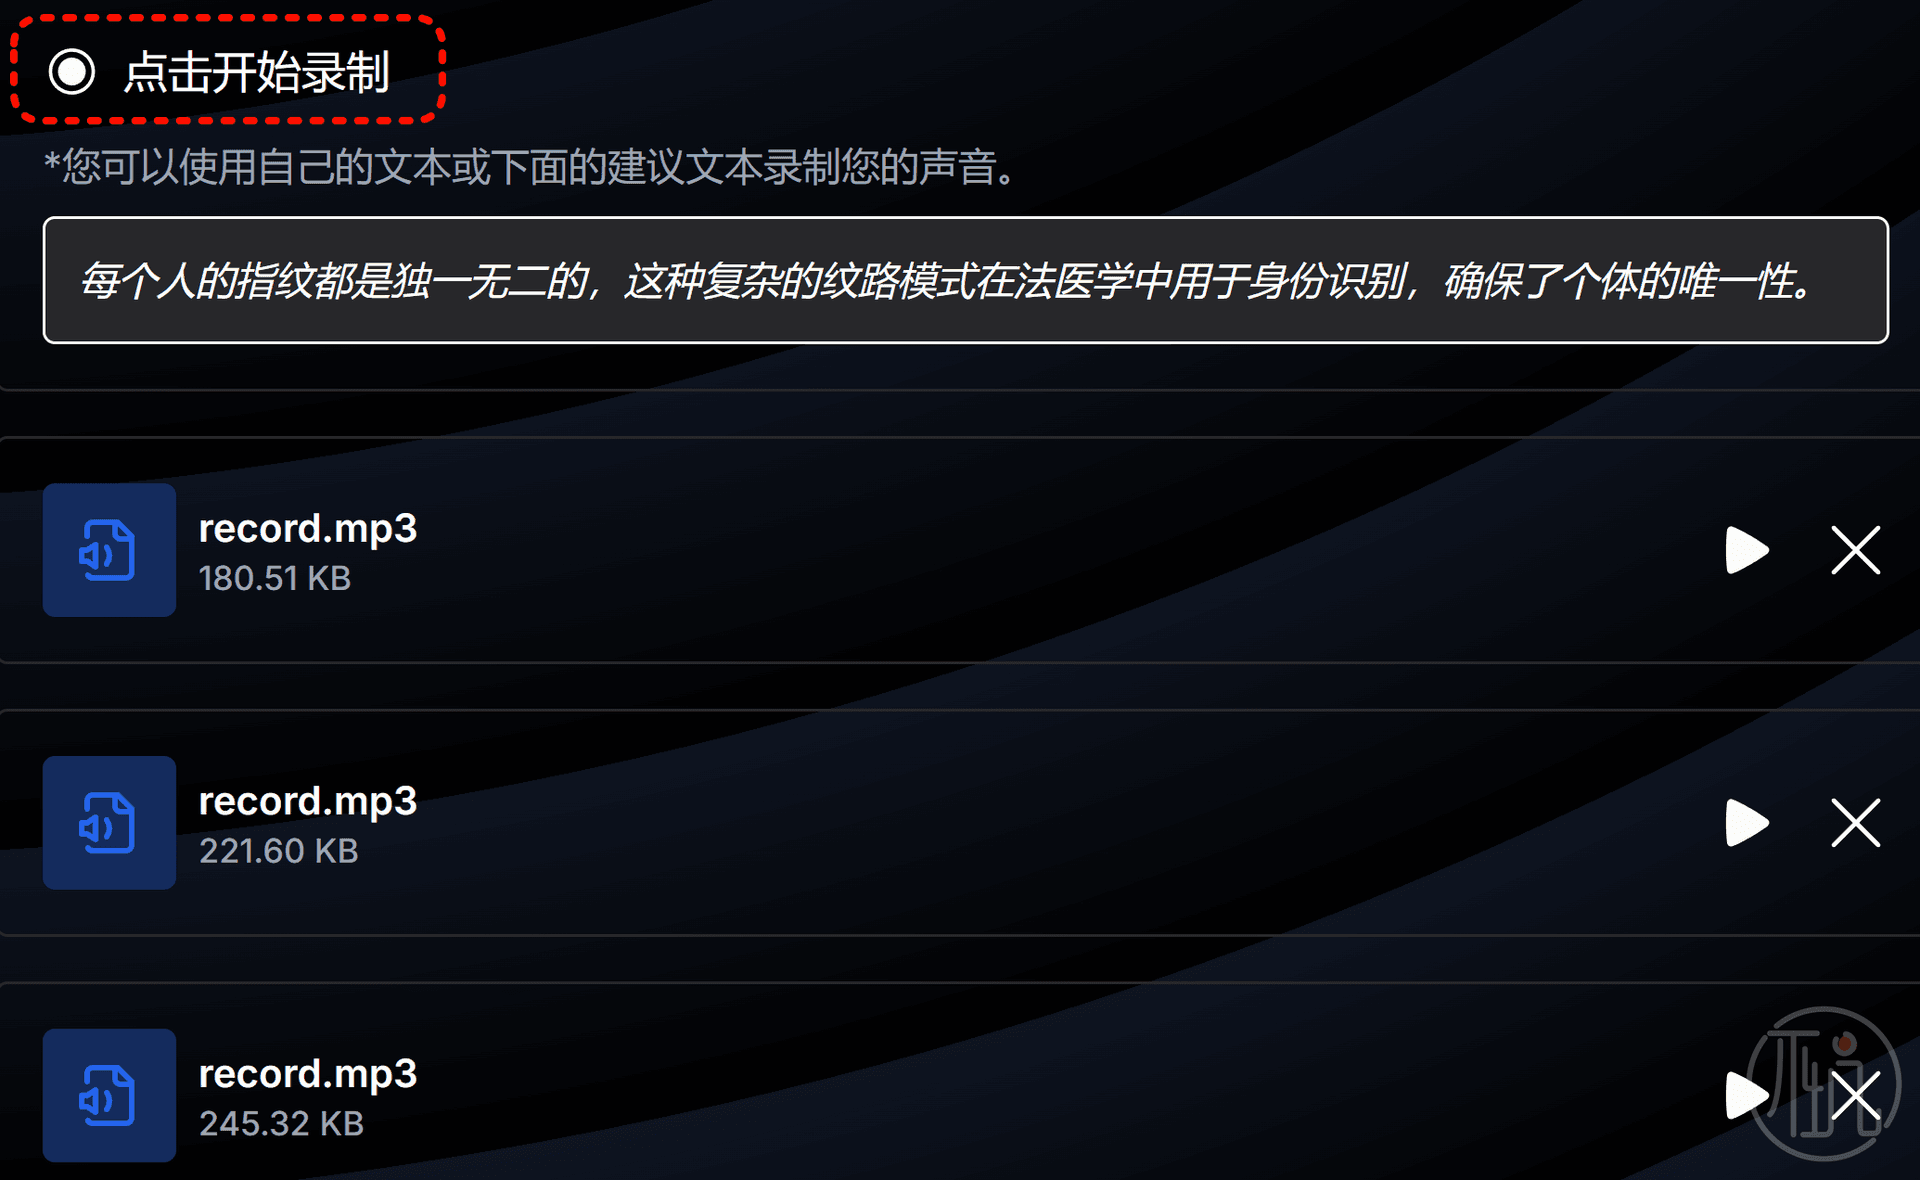 点击开始录制
*您可以使用自己的文本或下面的建议文本录制您的声音。
每个人的指纹都是独一无二的，这种复杂的纹路模式在法医学中用于身份识别，确保了个体的唯一性。
record.mp3
180.51 KB
record.mp3
221.60 KB
record.mp3
245.32 KB